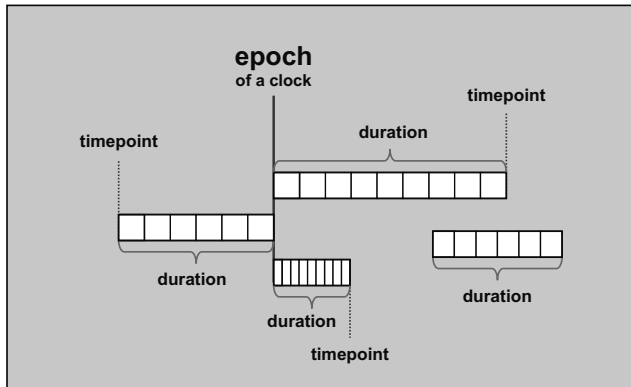 epoch
of a clock
timepoint
duration
timepoint
duration
duration
duration
timepoint